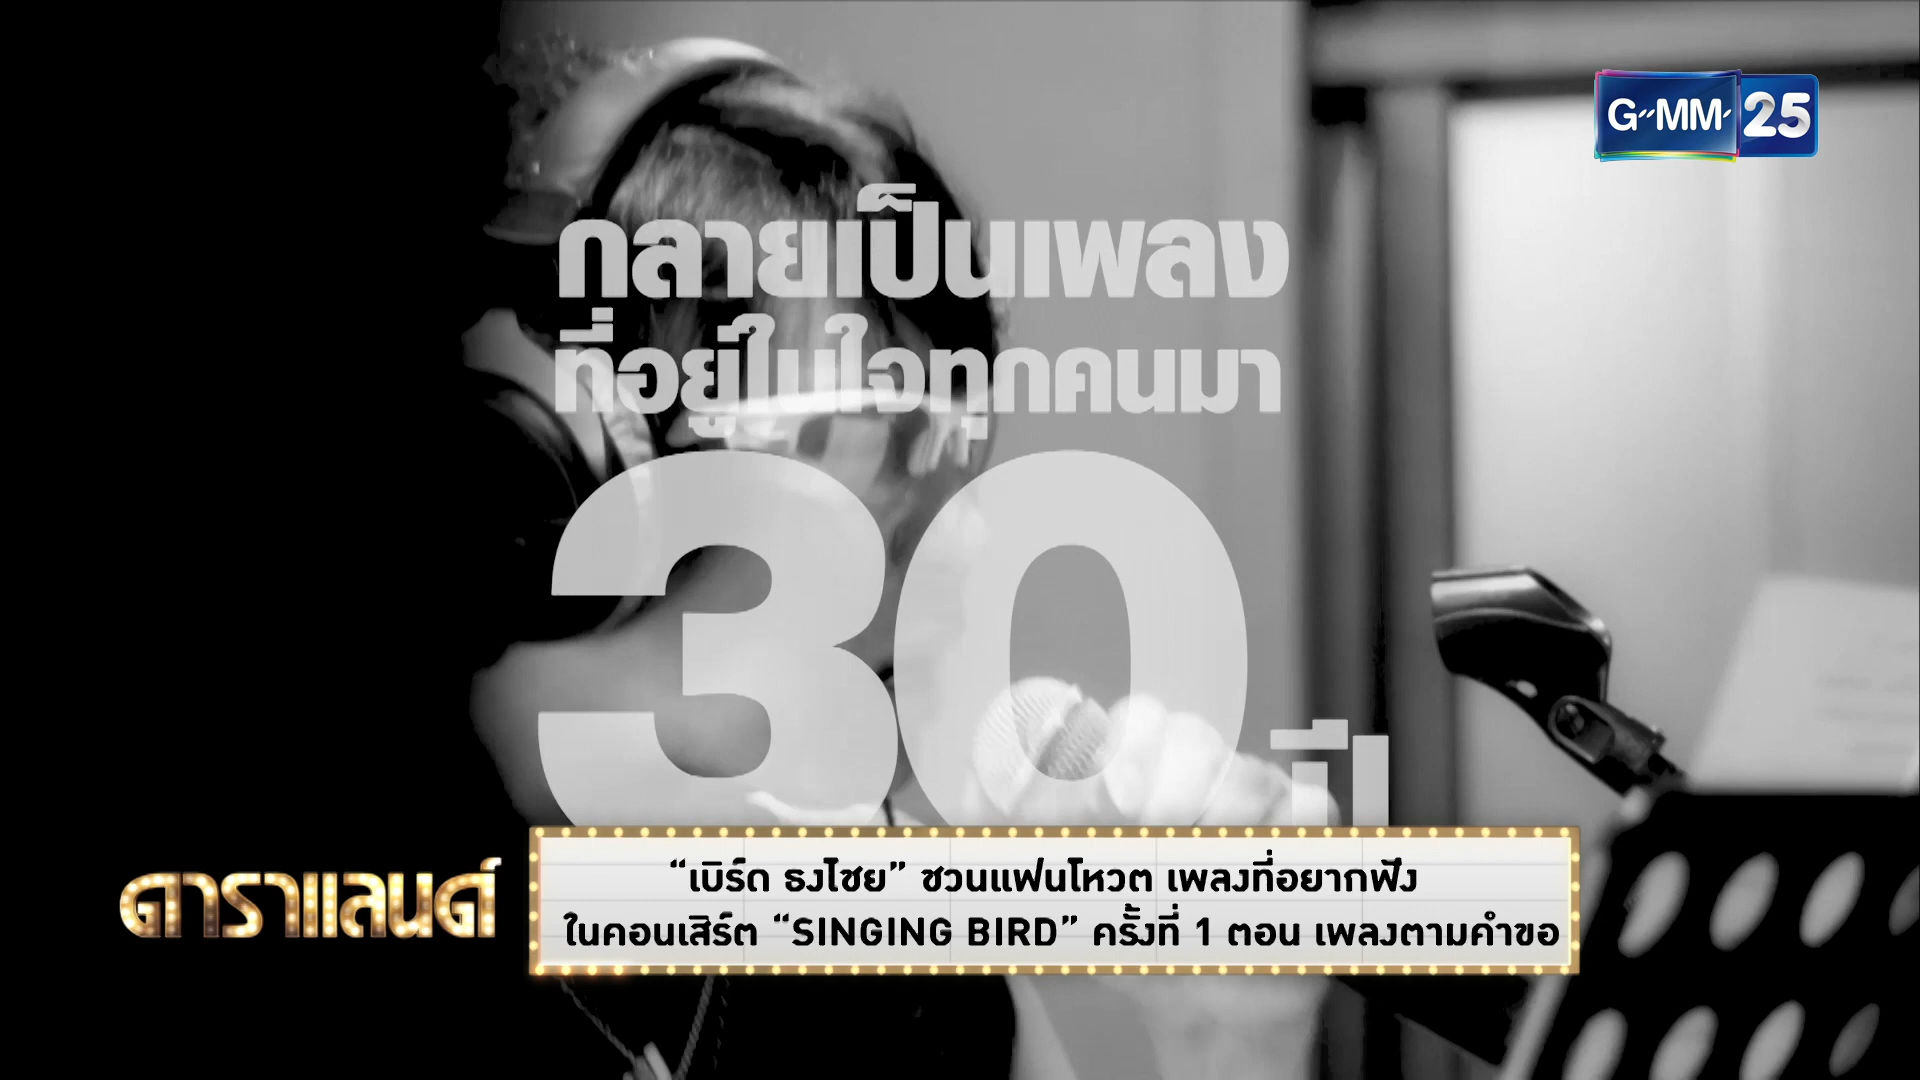 G MM 25
กลายเป็นเพลง
ที่อยู่ในใจทุกคนมา
30 ปี
ดาราแลนด์
“เบิร์ด ธงไชย” ชวนแฟนโหวต เพลงที่อยากฟัง
ในคอนเสิร์ต “SINGING BIRD” ครั้งที่ 1 ตอน เพลงตามคำขอ